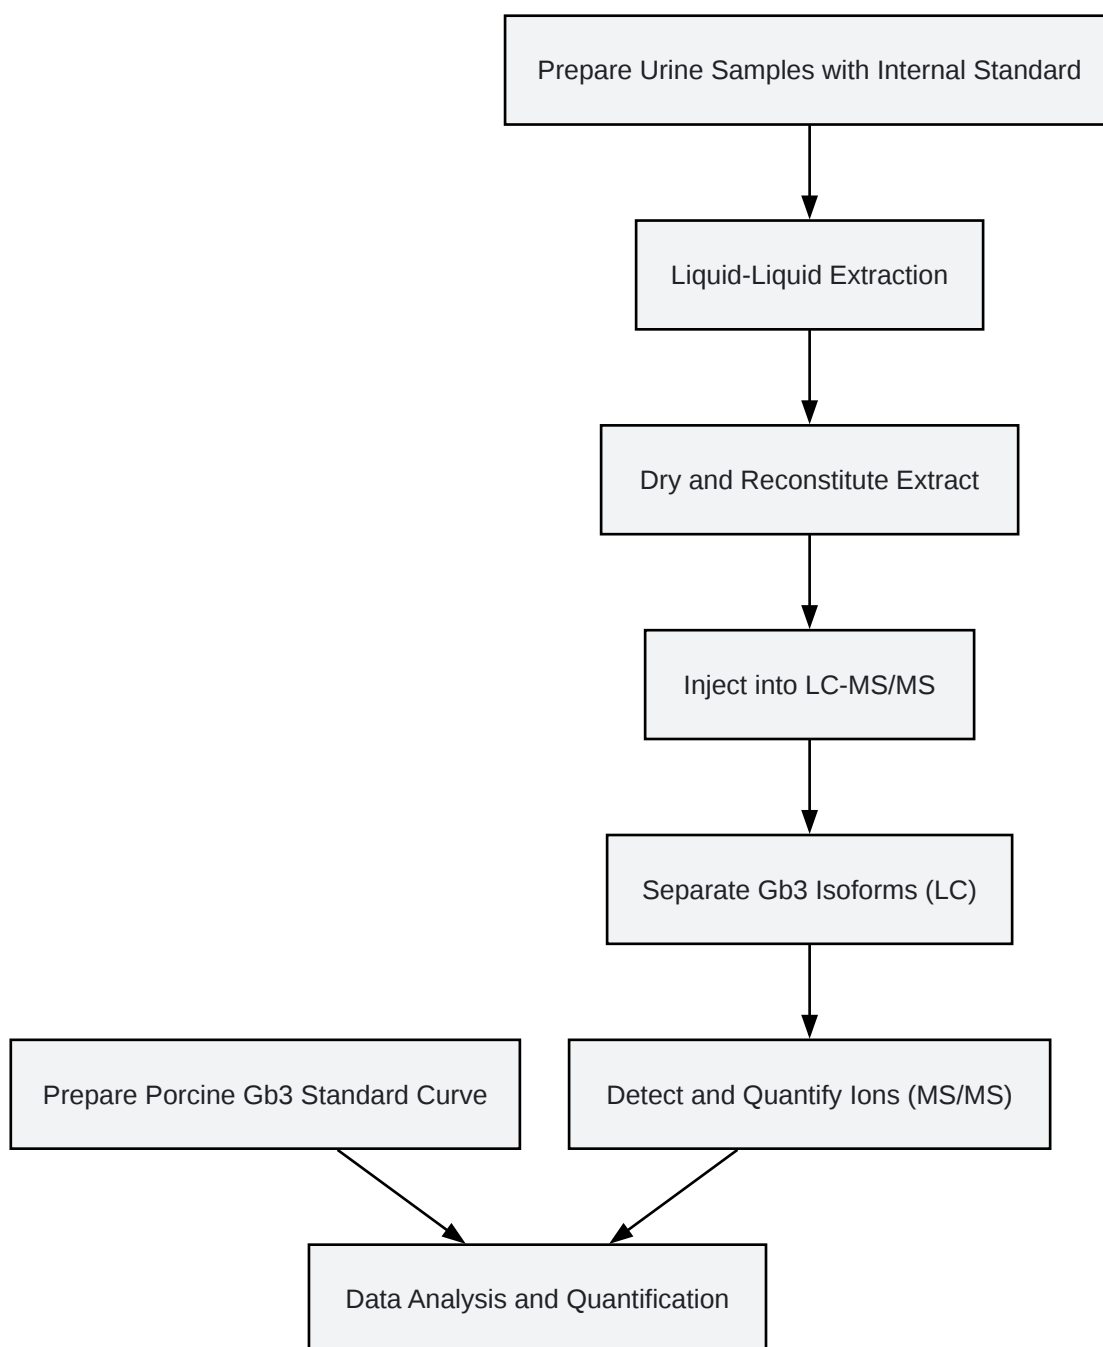 Prepare Urine Samples with Internal Standard
Liquid-Liquid Extraction
Dry and Reconstitute Extract
Inject into LC-MS/MS
Separate Gb3 Isoforms (LC)
Prepare Porcine Gb3 Standard Curve
Detect and Quantify Ions (MS/MS)
Data Analysis and Quantification